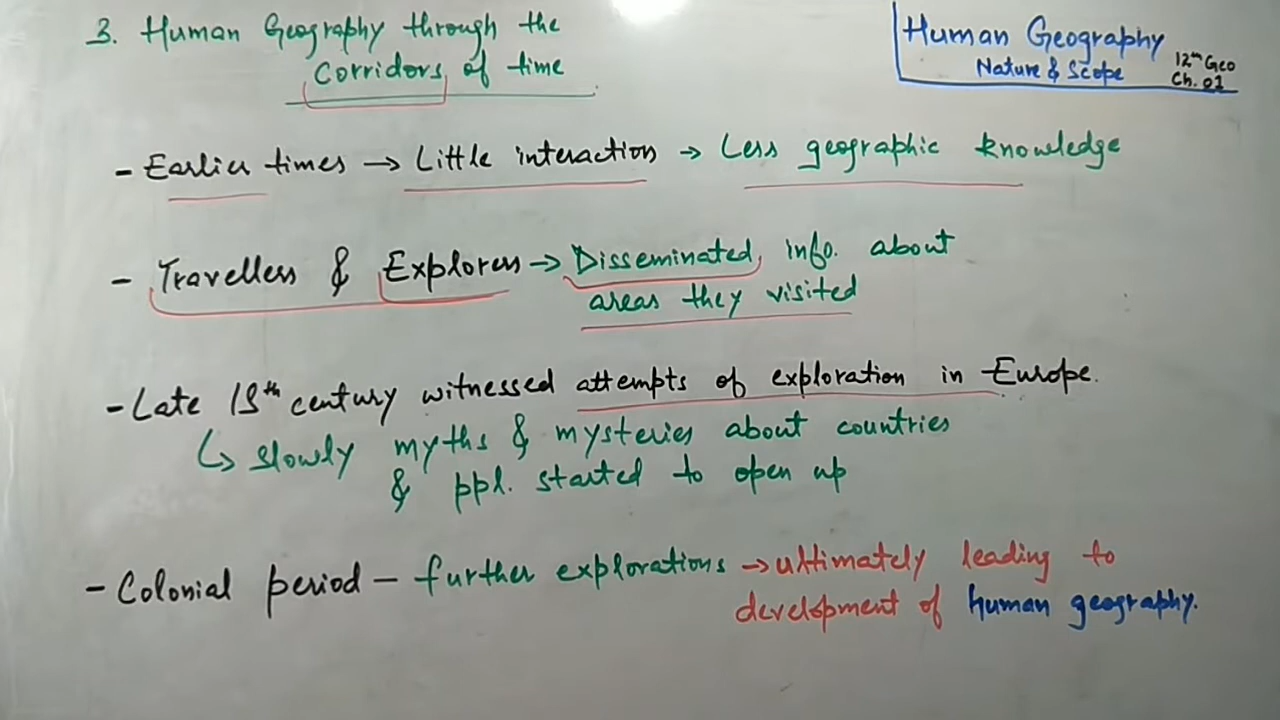 3. Human Geography through the
Corridors of time
Human Geography
Nature & Scope
12th Geo
Ch. 01
- Earlier times → Little interaction → Less geographic knowledge
- Travellers & Explorers → Disseminated info. about
areas they visited
- Late 15th century witnessed attempts of exploration in Europe.
↳ slowly myths & mysteries about countries
& ppl. started to open up
- Colonial period - further explorations → ultimately leading to
development of human geography.